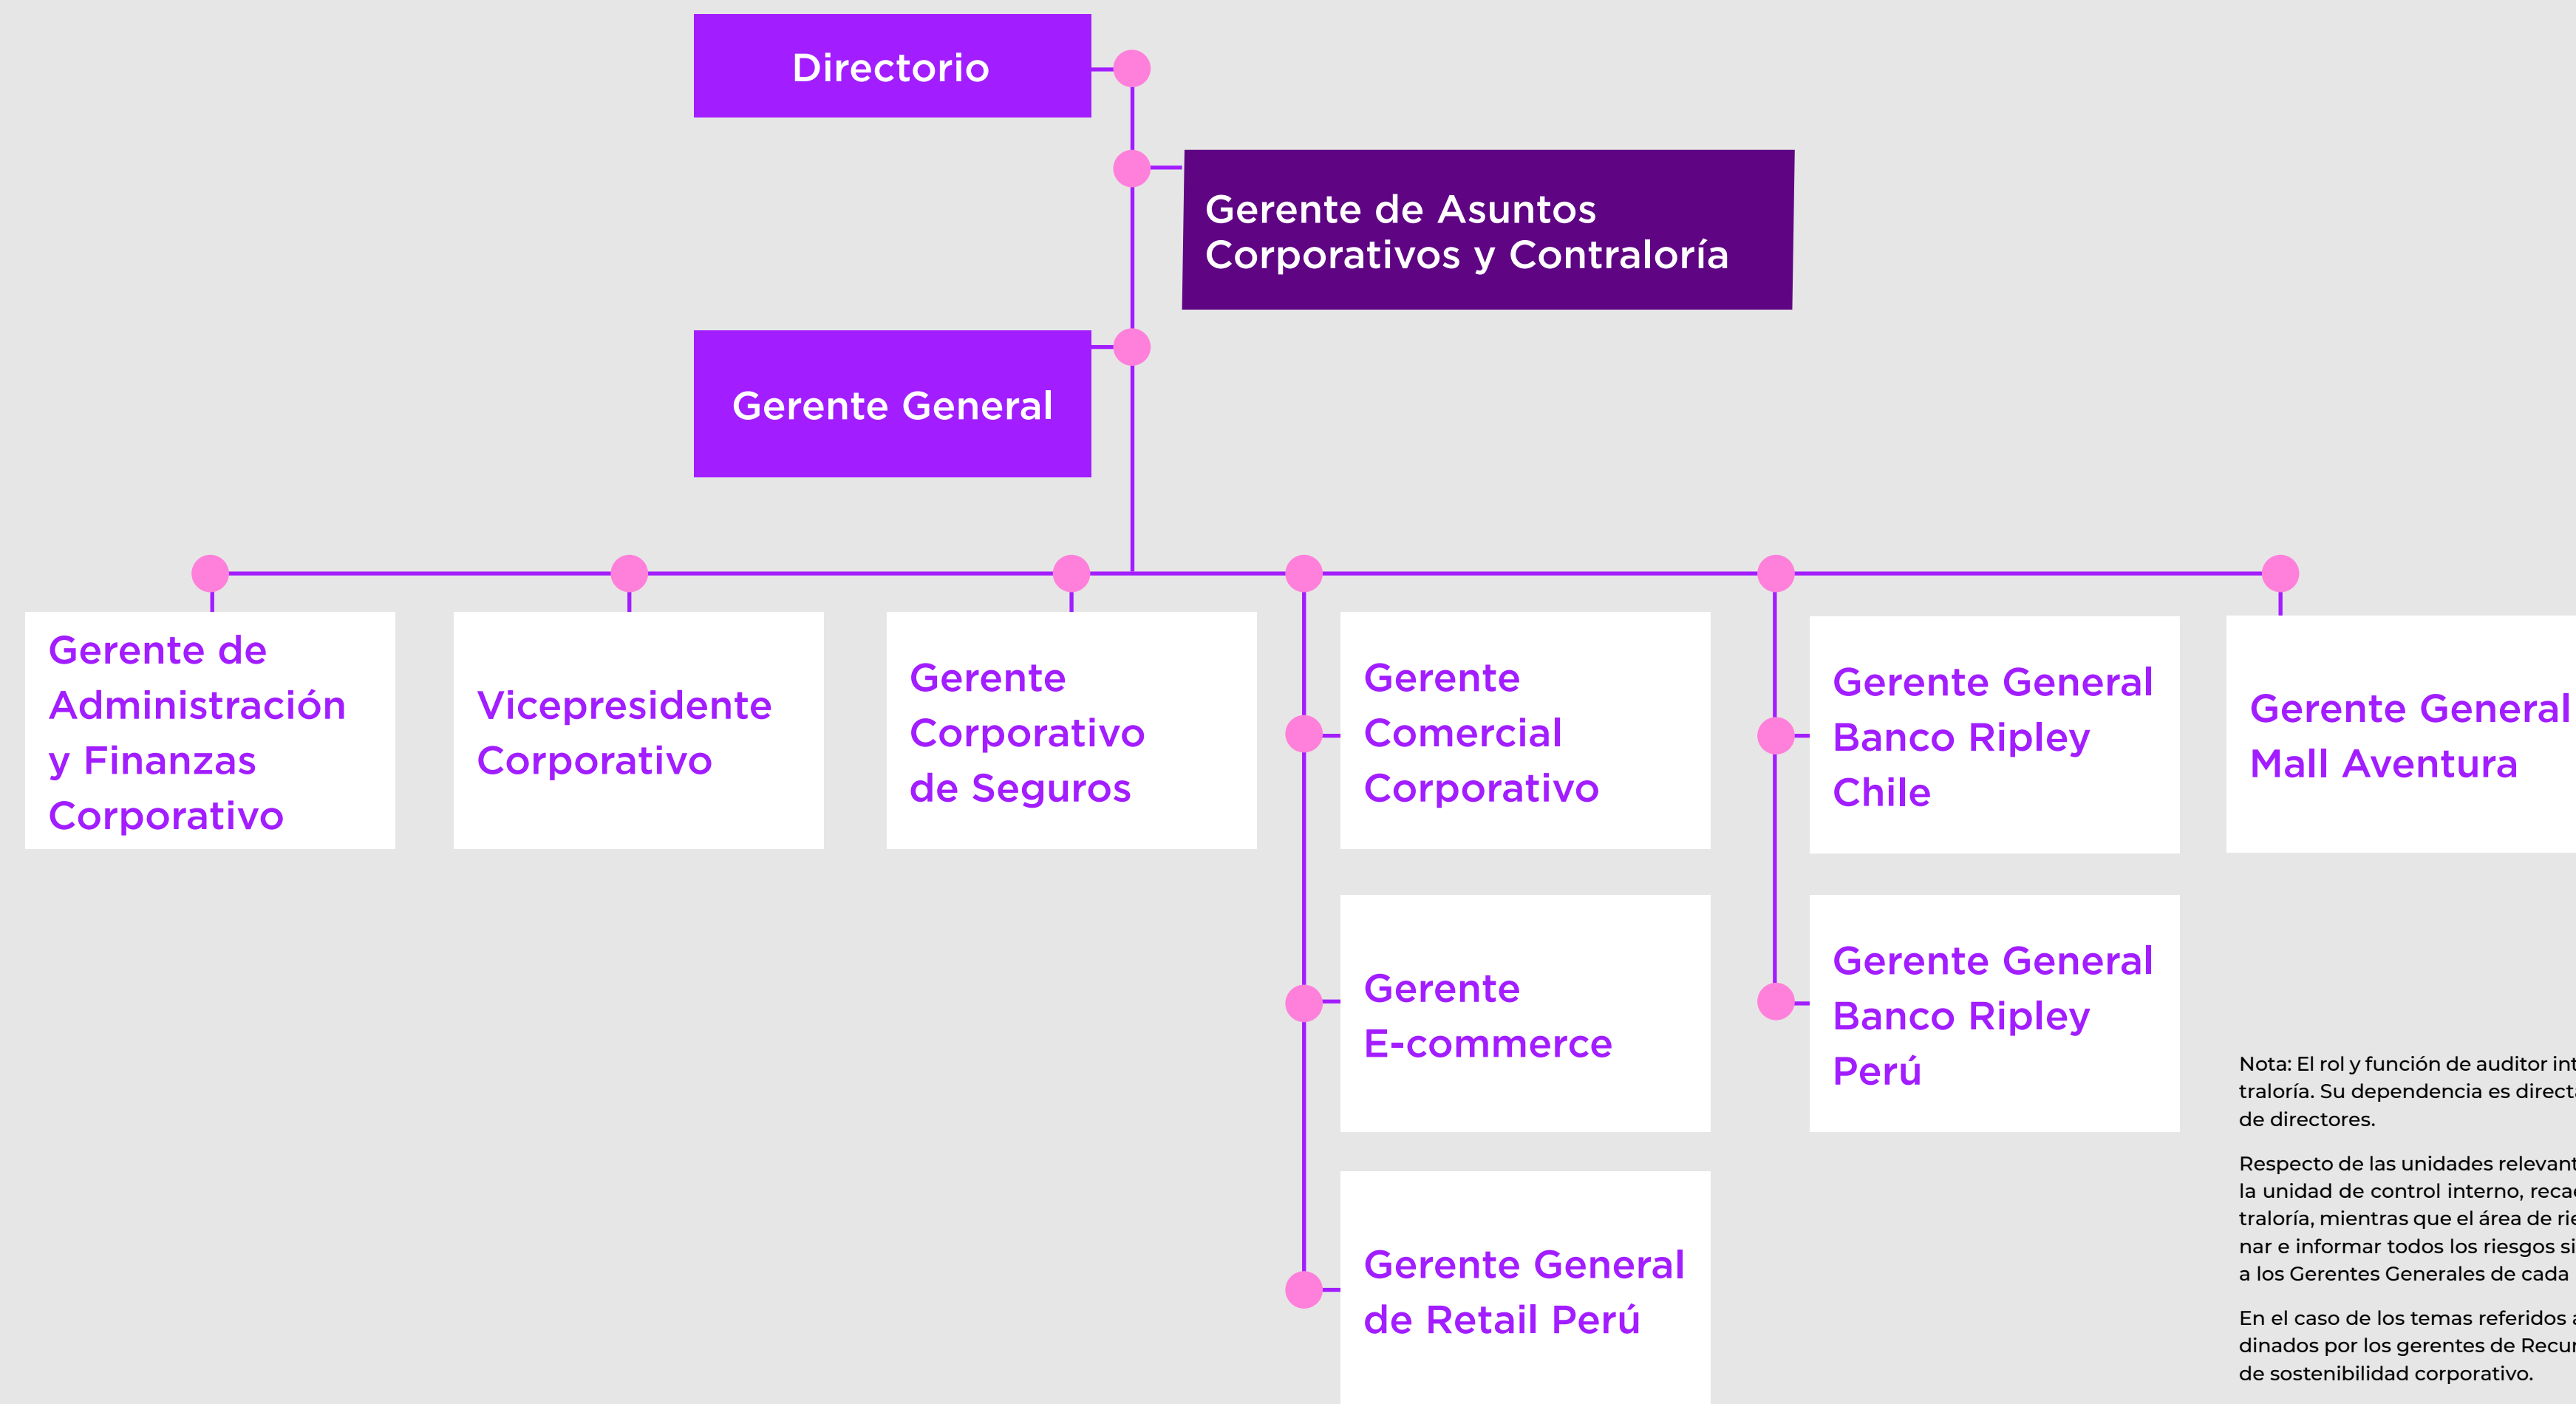 Directorio
Gerente de Asuntos
Corporativos y Contraloría
Gerente General
Gerente de
Administración
y Finanzas
Corporativo
Vicepresidente
Corporativo
Gerente
Corporativo
de Seguros
Gerente
Comercial
Corporativo
Gerente General
Banco Ripley
Chile
Gerente General
Mall Aventura
Gerente
E-commerce
Gerente General
Banco Ripley
Perú
Gerente General
de Retail Perú
Nota: El rol y función de auditor
traloría. Su dependencia es
de directores.
Respecto de las unidades
la unidad de control interno,
traloría, mientras que el área de
nar e informar todos los riesgos
a los Gerentes Generales de cada
En el caso de los temas referidos
dinados por los gerentes de
de sostenibilidad corporativo.